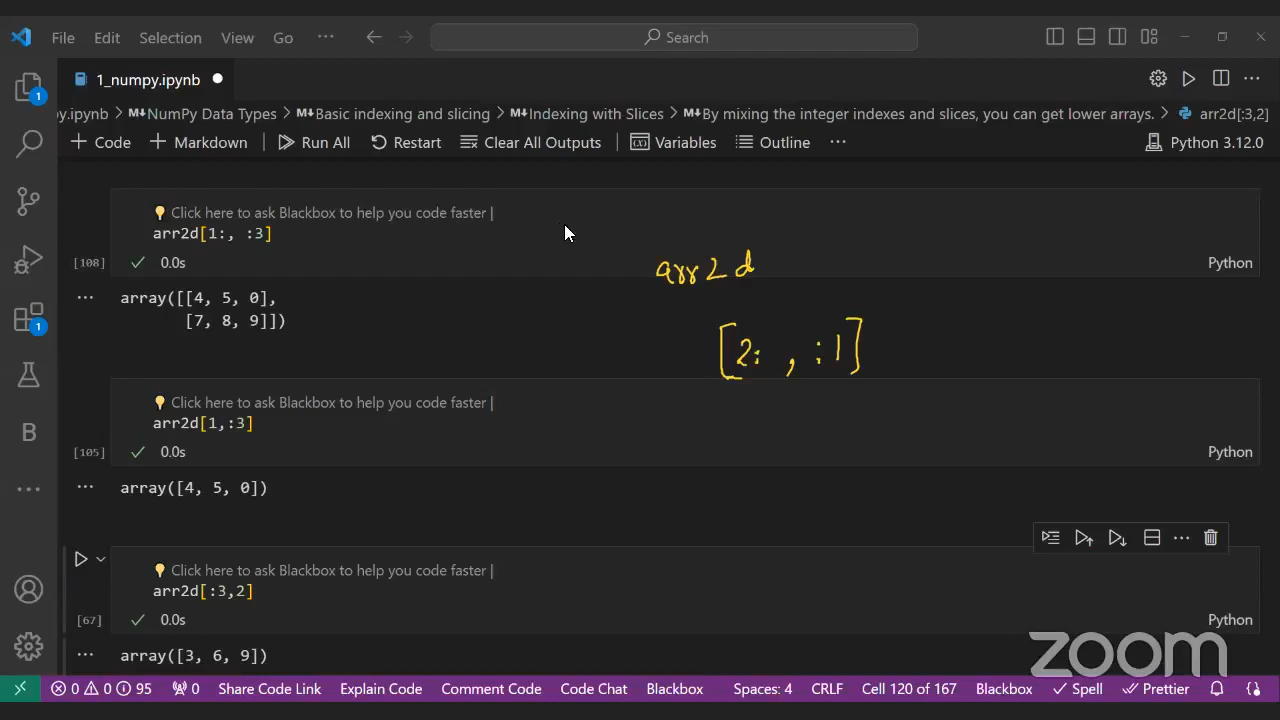 File Edit Selection View Go ··· Search
1_numpy.ipynb
py.ipynb > M↓NumPy Data Types > M↓Basic indexing and slicing > M↓Indexing with Slices > M↓By mixing the integer indexes and slices, you can get lower arrays. > arr2d[:3,2]
+ Code + Markdown Run All Restart Clear All Outputs Variables Outline ··· Python 3.12.0
Click here to ask Blackbox to help you code faster |
arr2d[1:, :3]
[108] ✓ 0.0s Python
arr2d
array([[4, 5, 0],
[7, 8, 9]])
[2: , :1]
Click here to ask Blackbox to help you code faster |
arr2d[1,:3]
[105] ✓ 0.0s Python
array([4, 5, 0])
Click here to ask Blackbox to help you code faster |
arr2d[:3,2]
[67] ✓ 0.0s Python
array([3, 6, 9])
zoom
0 0 95 0 Share Code Link Explain Code Comment Code Code Chat Blackbox Spaces: 4 CRLF Cell 120 of 167 Blackbox Spell Prettier
1
1
B